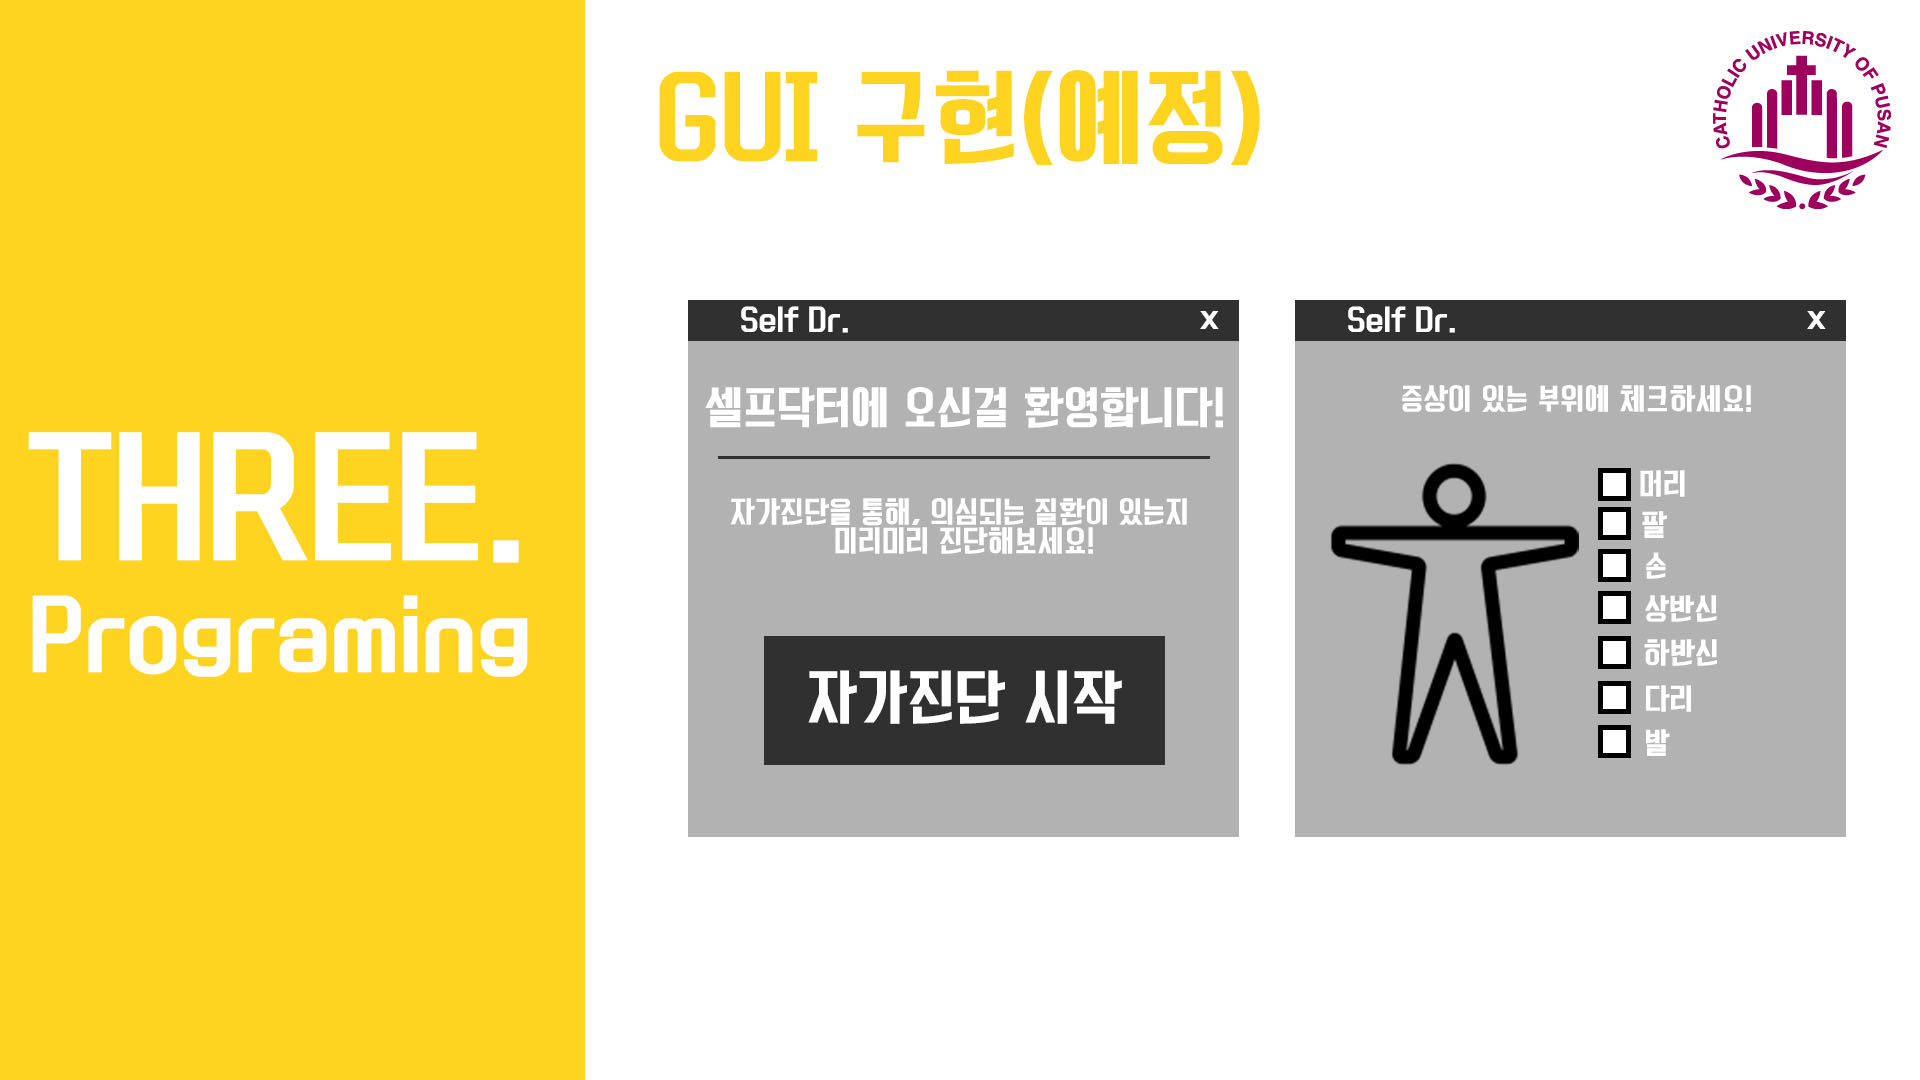 THREE.
Programing
GUI 구현(예정)
CATHOLIC UNIVERSITY OF PUSAN
Self Dr.
x
셀프닥터에 오신걸 환영합니다!
자가진단을 통해, 의심되는 질환이 있는지
미리미리 진단해보세요!
자가진단 시작
Self Dr.
x
증상이 있는 부위에 체크하세요!
머리
팔
손
상반신
하반신
다리
발